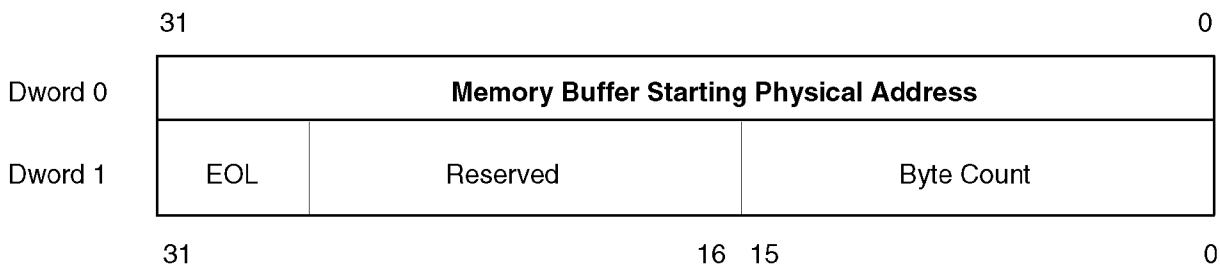 31 0
Dword 0 Memory Buffer Starting Physical Address
Dword 1 EOL Reserved Byte Count
31 16 15 0